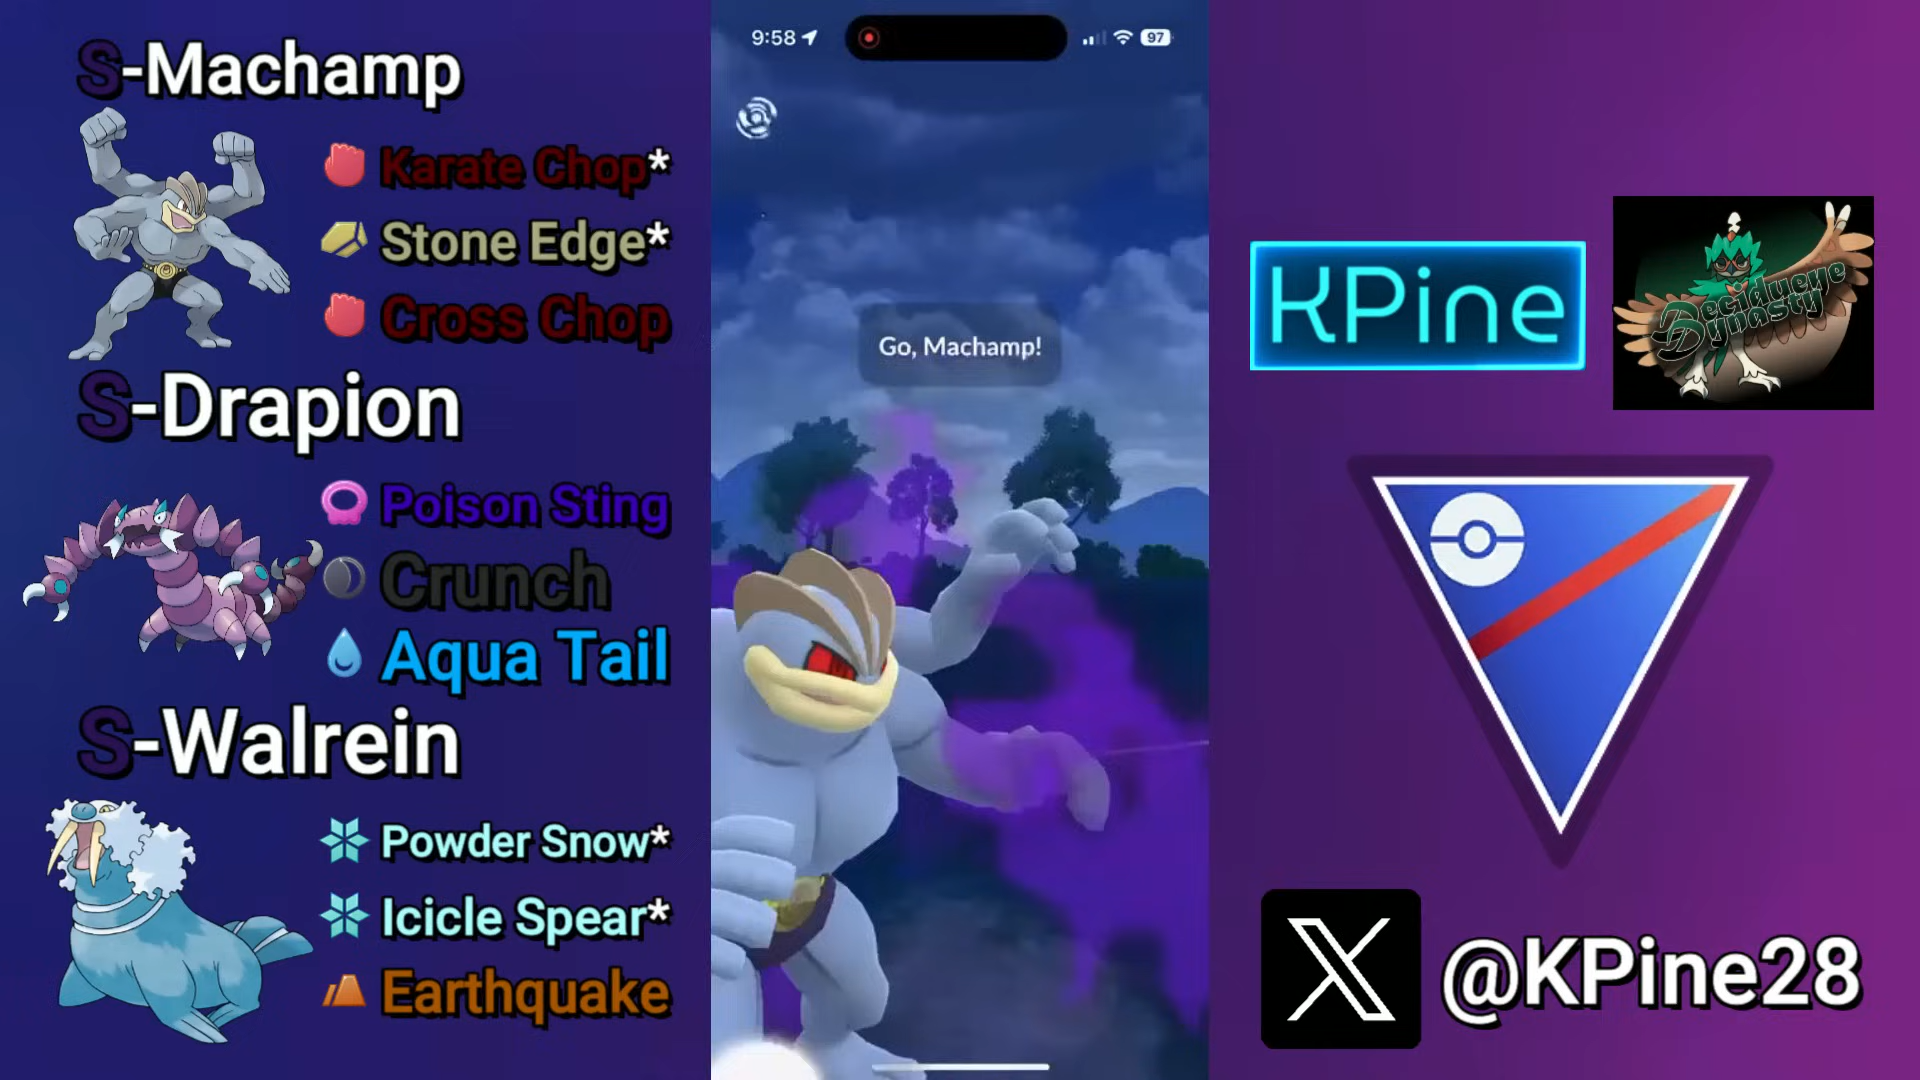 S-Machamp
Karate Chop*
Stone Edge*
Cross Chop
S-Drapion
Poison Sting
Crunch
Aqua Tail
S-Walrein
Powder Snow*
Icicle Spear*
Earthquake
9:58
97
Go, Machamp!
KPine
Decidueye
Dynasty
X @KPine28